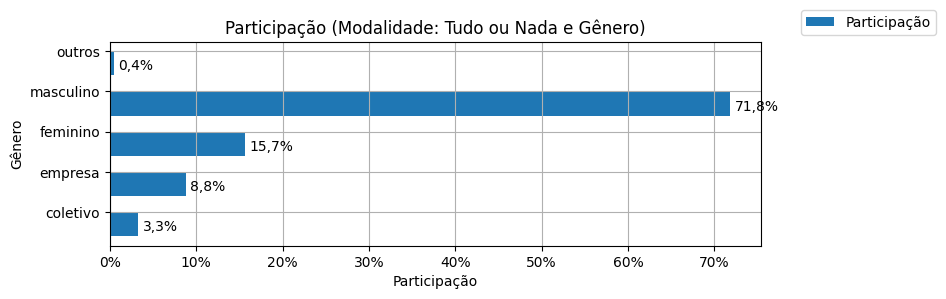 Participação
Participação (Modalidade: Tudo ou Nada e Gênero)
Gênero
outros
0,4%
masculino
71,8%
feminino
15,7%
empresa
8,8%
coletivo
3,3%
0% 10% 20% 30% 40% 50% 60% 70%
Participação